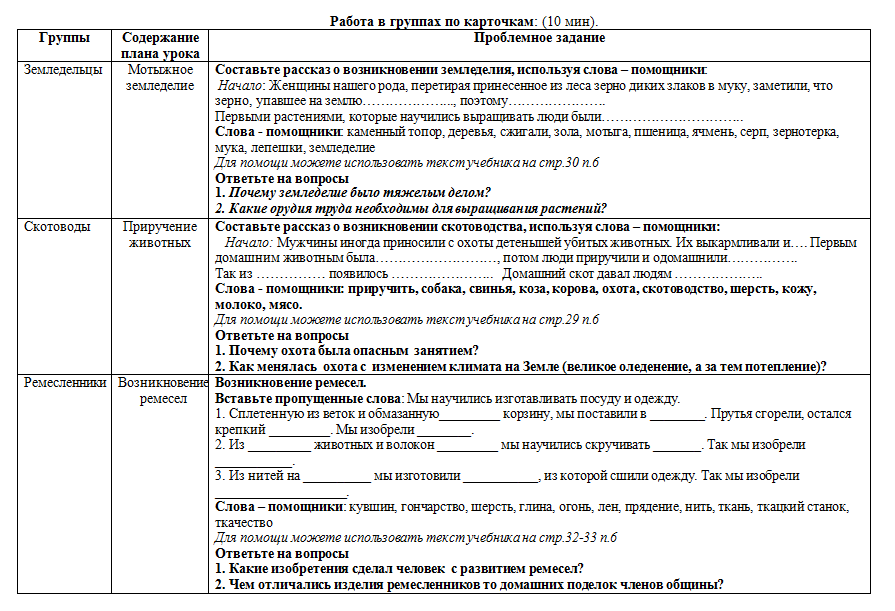 Работа в группах по карточкам: (10 мин).
Группы
Содержание
плана урока
Проблемное задание
Земледельцы
Мотыжное
земледелие
Составьте рассказ о возникновении земледелия, используя слова – помощники:
Начало: Женщины нашего рода, перетирая принесенное из леса зерно диких злаков в муку, заметили, что
зерно, упавшее на землю…………………, поэтому………………….
Первыми растениями, которые научились выращивать люди были…………………………..
Слова - помощники: каменный топор, деревья, сжигали, зола, мотыга, пшеница, ячмень, серп, зернотерка,
мука, лепешки, земледелие
Для помощи можете использовать текст учебника на стр.30 п.6
Ответьте на вопросы
1. Почему земледелие было тяжелым делом?
2. Какие орудия труда необходимы для выращивания растений?
Скотоводы
Приручение
животных
Составьте рассказ о возникновении скотоводства, используя слова – помощники:
Начало: Мужчины иногда приносили с охоты детенышей убитых животных. Их выкармливали и…. Первым
домашним животным была………………………, потом люди приручили и одомашнили…………….
Так из …………… появилось ………………….. Домашний скот давал людям ………………..
Слова - помощники: приручить, собака, свинья, коза, корова, охота, скотоводство, шерсть, кожу,
молоко, мясо.
Для помощи можете использовать текст учебника на стр.29 п.6
Ответьте на вопросы
1. Почему охота была опасным занятием?
2. Как менялась охота с изменением климата на Земле (великое оледенение, а за тем потепление)?
Ремесленники
Возникновение
ремесел
Возникновение ремесел.
Вставьте пропущенные слова: Мы научились изготавливать посуду и одежду.
1. Сплетенную из веток и обмазанную_________ корзину, мы поставили в ________. Прутья сгорели, остался
крепкий _________. Мы изобрели ________.
2. Из _________ животных и волокон _________ мы научились скручивать _______. Так мы изобрели
___________.
3. Из нитей на __________ мы изготовили ___________, из которой сшили одежду. Так мы изобрели
___________________.
Слова – помощники: кувшин, гончарство, шерсть, глина, огонь, лен, прядение, нить, ткань, ткацкий станок,
ткачество
Для помощи можете использовать текст учебника на стр.32-33 п.6
Ответьте на вопросы
1. Какие изобретения сделал человек с развитием ремесел?
2. Чем отличались изделия ремесленников то домашних поделок членов общины?